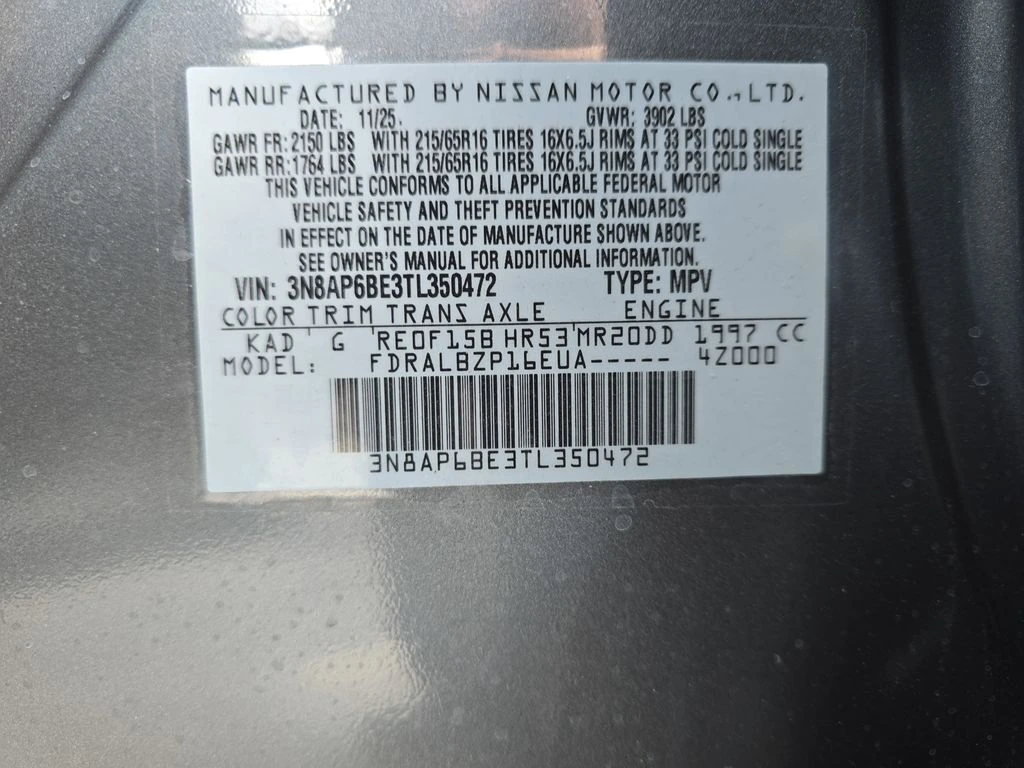 MANUFACTURED BY NISSAN MOTOR CO.,LTD.
DATE: 11/25. GVWR: 3902 LBS
GAWR FR: 2150 LBS WITH 215/65R16 TIRES 16X6.5J RIMS AT 33 PSI COLD SINGLE
GAWR RR: 1764 LBS WITH 215/65R16 TIRES 16X6.5J RIMS AT 33 PSI COLD SINGLE
THIS VEHICLE CONFORMS TO ALL APPLICABLE FEDERAL MOTOR
VEHICLE SAFETY AND THEFT PREVENTION STANDARDS
IN EFFECT ON THE DATE OF MANUFACTURE SHOWN ABOVE.
SEE OWNER'S MANUAL FOR ADDITIONAL INFORMATION.
VIN: 3N8AP6BE3TL350472 TYPE: MPV
COLOR TRIM TRANS AXLE ENGINE
KAD G RE0F15B HR53 MR20DD 1997 CC
MODEL: FDRALBZP16EUA----- 4Z000
3N8AP6BE3TL350472